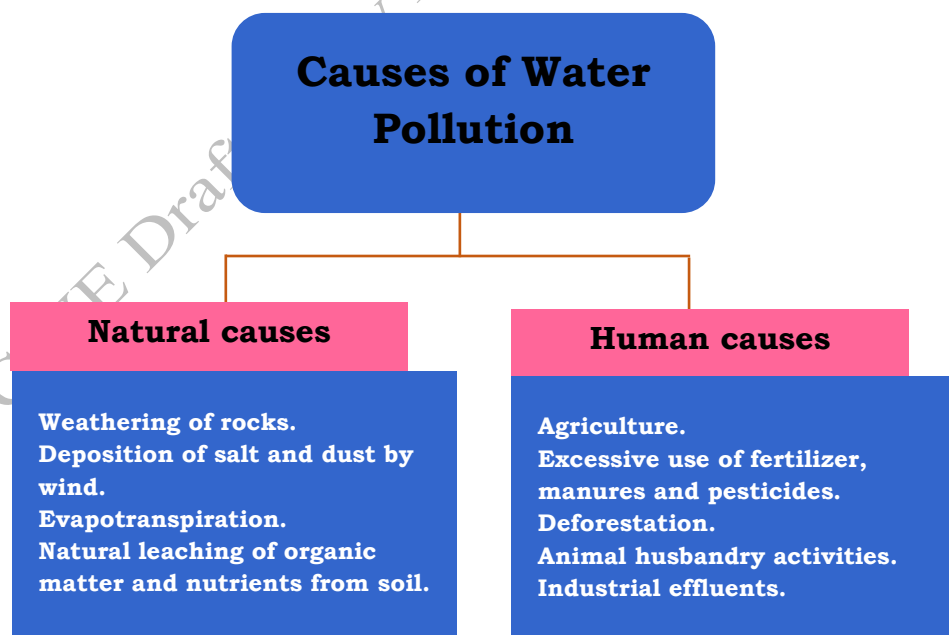 Causes of Water
Pollution
Natural causes
Weathering of rocks.
Deposition of salt and dust by
wind.
Evapotranspiration.
Natural leaching of organic
matter and nutrients from soil.
Human causes
Agriculture.
Excessive use of fertilizer,
manures and pesticides.
Deforestation.
Animal husbandry activities.
Industrial effluents.